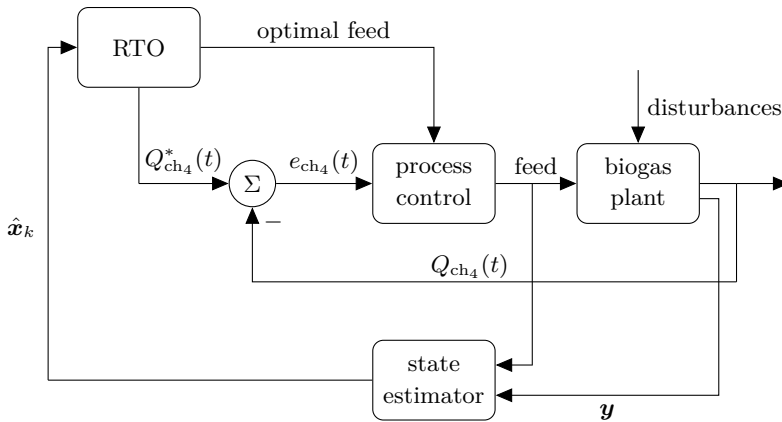 RTO
optimal feed
disturbances
Q*ch₄(t)
ech₄(t)
Σ
−
process
control
feed
biogas
plant
x̂k
Qch₄(t)
state
estimator
y